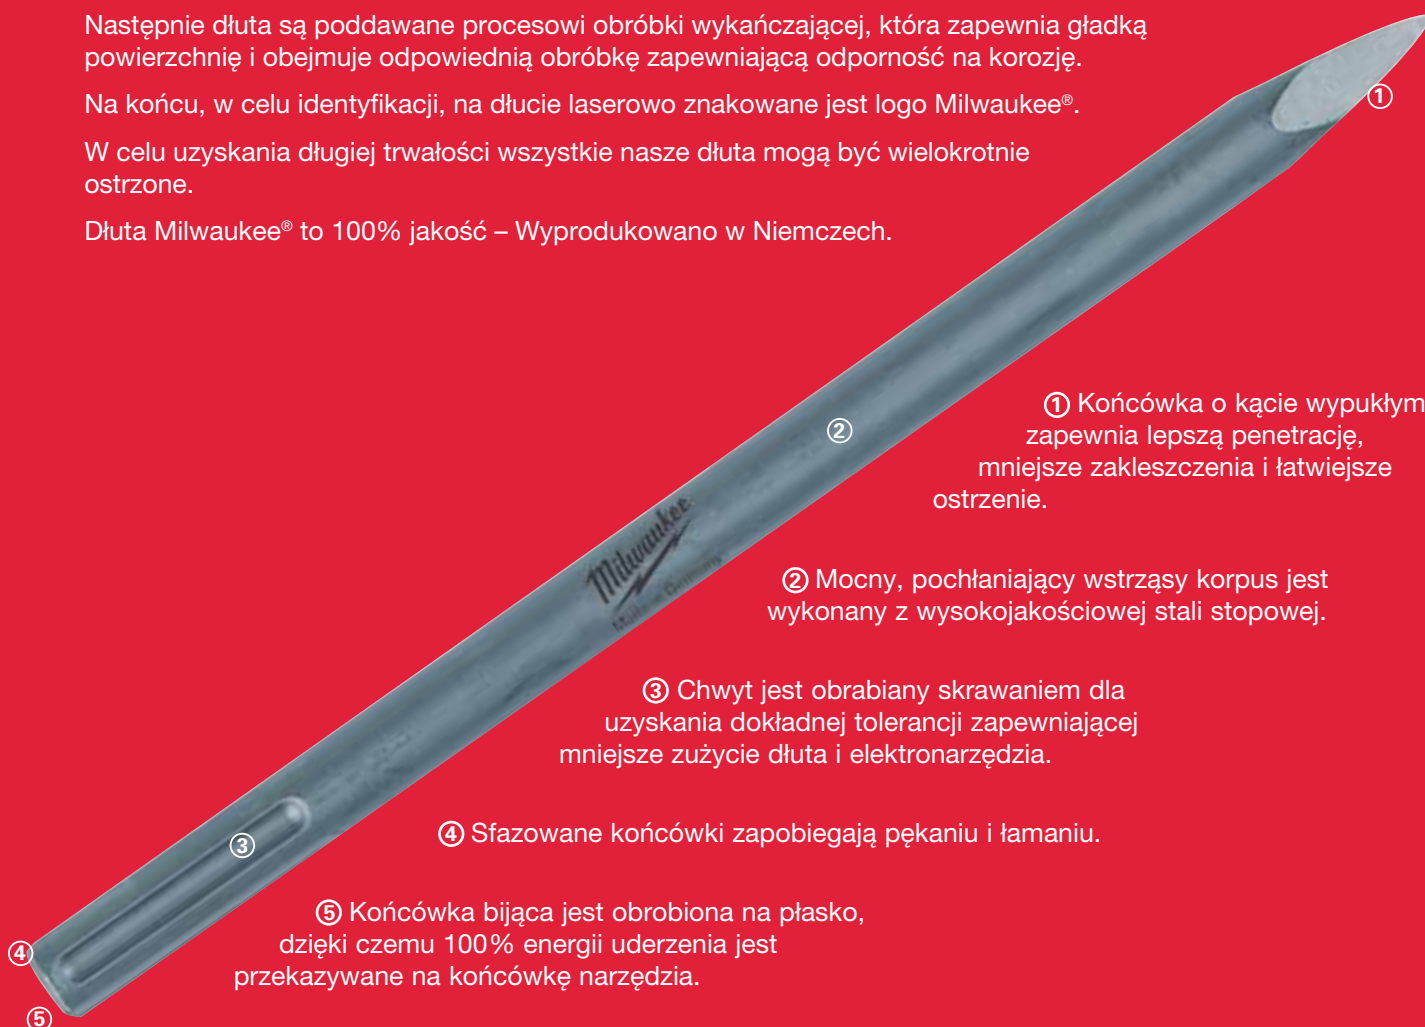 Następnie dłuta są poddawane procesowi obróbki wykańczającej, która zapewnia gładką
powierzchnię i obejmuje odpowiednią obróbkę zapewniającą odporność na korozję.
Na końcu, w celu identyfikacji, na dłucie laserowo znakowane jest logo Milwaukee®.
W celu uzyskania długiej trwałości wszystkie nasze dłuta mogą być wielokrotnie
ostrzone.
Dłuta Milwaukee® to 100% jakość – Wyprodukowano w Niemczech.
①
① Końcówka o kącie wypukłym
zapewnia lepszą penetrację,
mniejsze zakleszczenia i łatwiejsze
ostrzenie.
②
Milwaukee
Made in Germany
② Mocny, pochłaniający wstrząsy korpus jest
wykonany z wysokojakościowej stali stopowej.
③ Chwyt jest obrabiany skrawaniem dla
uzyskania dokładnej tolerancji zapewniającej
mniejsze zużycie dłuta i elektronarzędzia.
③
④ Sfazowane końcówki zapobiegają pękaniu i łamaniu.
⑤ Końcówka bijąca jest obrobiona na płasko,
dzięki czemu 100% energii uderzenia jest
przekazywane na końcówkę narzędzia.
④
⑤